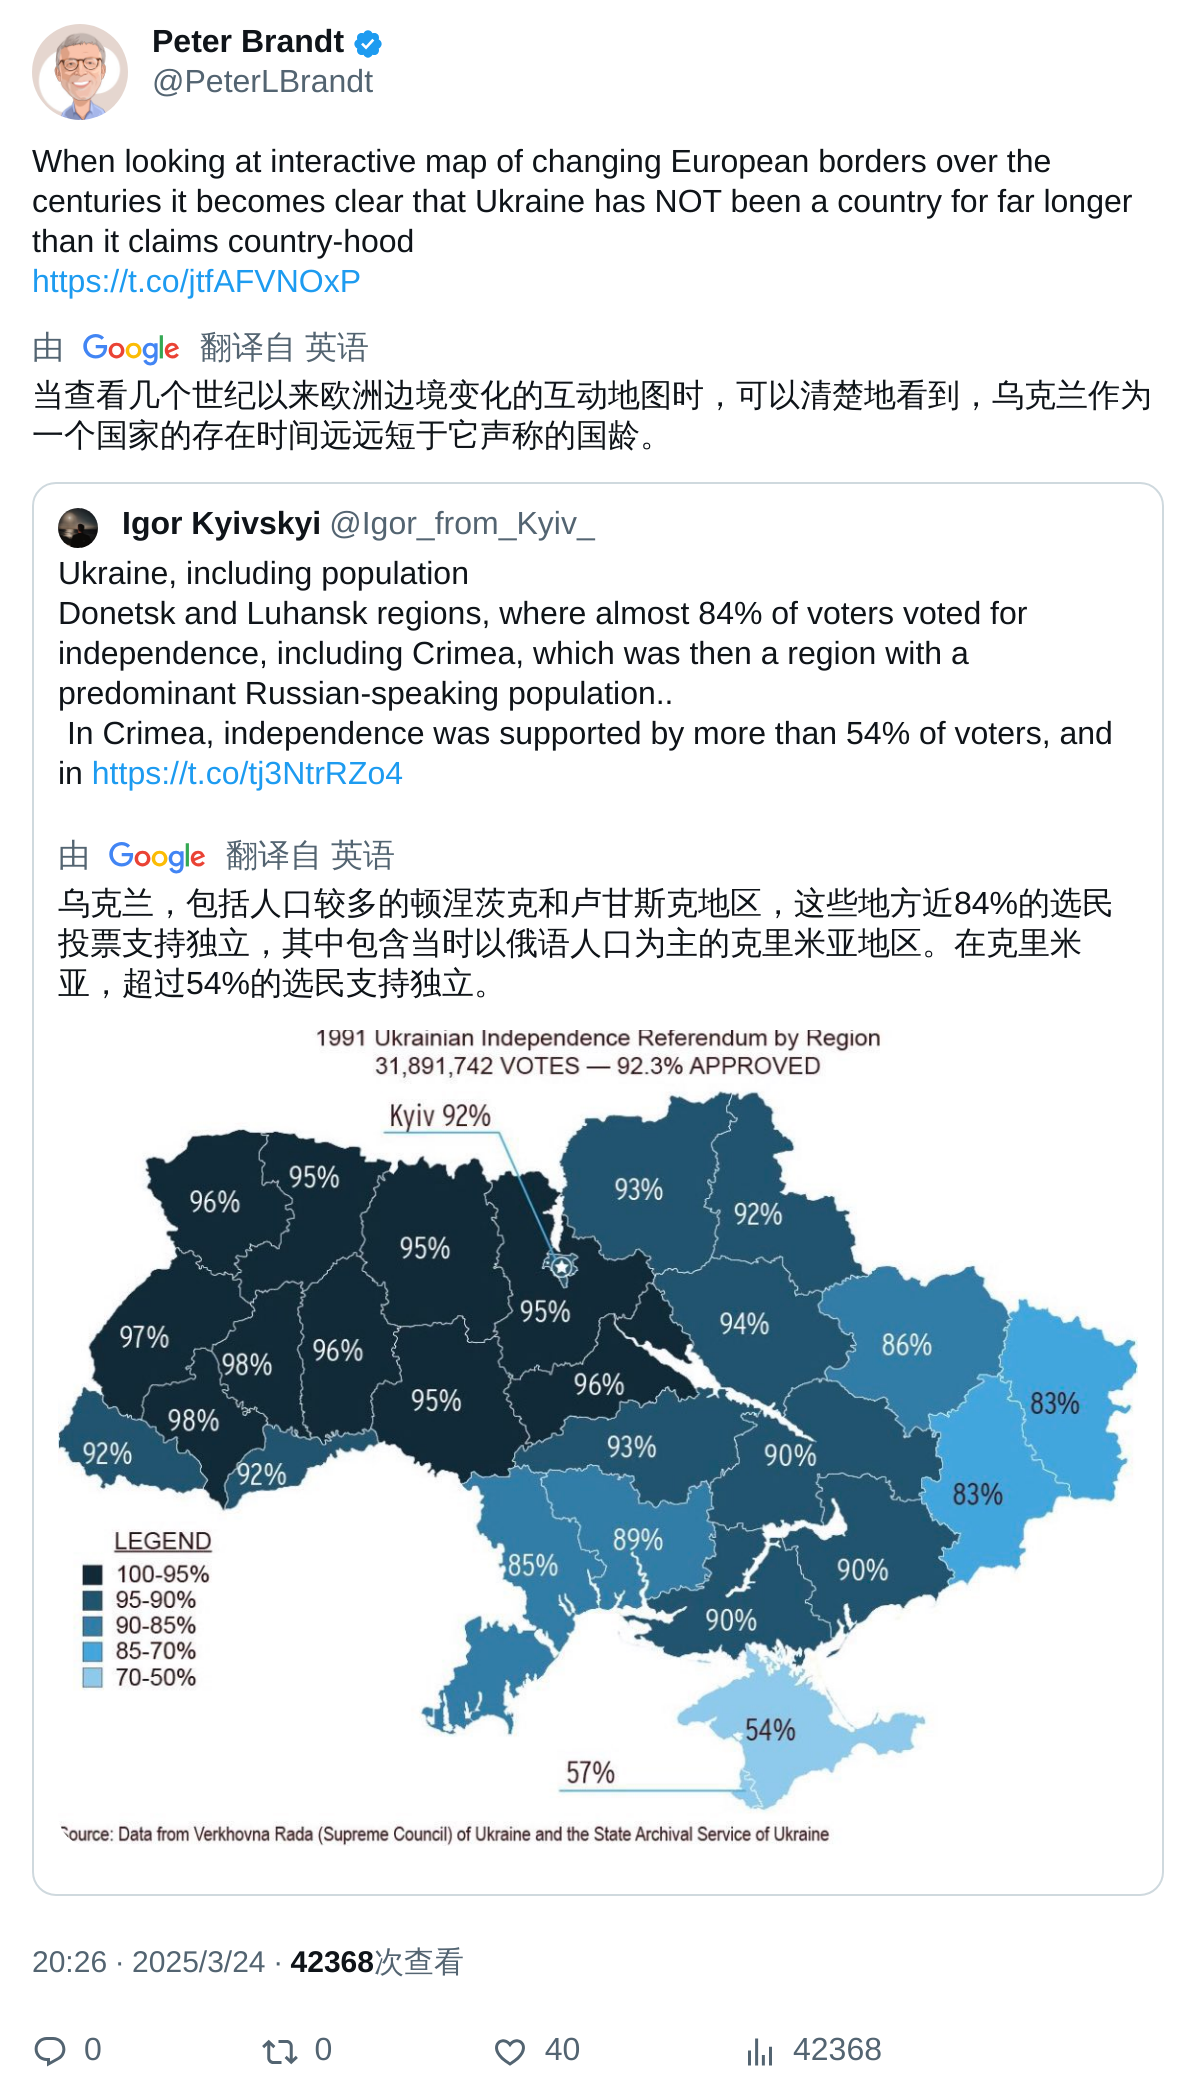 Peter Brandt
@PeterLBrandt
When looking at interactive map of changing European borders over the
centuries it becomes clear that Ukraine has NOT been a country for far longer
than it claims country-hood
https://t.co/jtfAFVNOxP
由 Google 翻译自 英语
当查看几个世纪以来欧洲边境变化的互动地图时，可以清楚地看到，乌克兰作为
一个国家的存在时间远远短于它声称的国龄。
Igor Kyivskyi @Igor_from_Kyiv_
Ukraine, including population
Donetsk and Luhansk regions, where almost 84% of voters voted for
independence, including Crimea, which was then a region with a
predominant Russian-speaking population..
In Crimea, independence was supported by more than 54% of voters, and
in https://t.co/tj3NtrRZo4
由 Google 翻译自 英语
乌克兰，包括人口较多的顿涅茨克和卢甘斯克地区，这些地方近84%的选民
投票支持独立，其中包含当时以俄语人口为主的克里米亚地区。在克里米
亚，超过54%的选民支持独立。
1991 Ukrainian Independence Referendum by Region
31,891,742 VOTES — 92.3% APPROVED
Kyiv 92%
95%
96%
93%
92%
95%
95%
94%
97%
98%
96%
86%
96%
95%
83%
98%
92%
92%
93%
90%
83%
89%
85%
90%
90%
LEGEND
100-95%
95-90%
90-85%
85-70%
70-50%
54%
57%
Source: Data from Verkhovna Rada (Supreme Council) of Ukraine and the State Archival Service of Ukraine
20:26 · 2025/3/24 · 42368次查看
0 0 40 42368